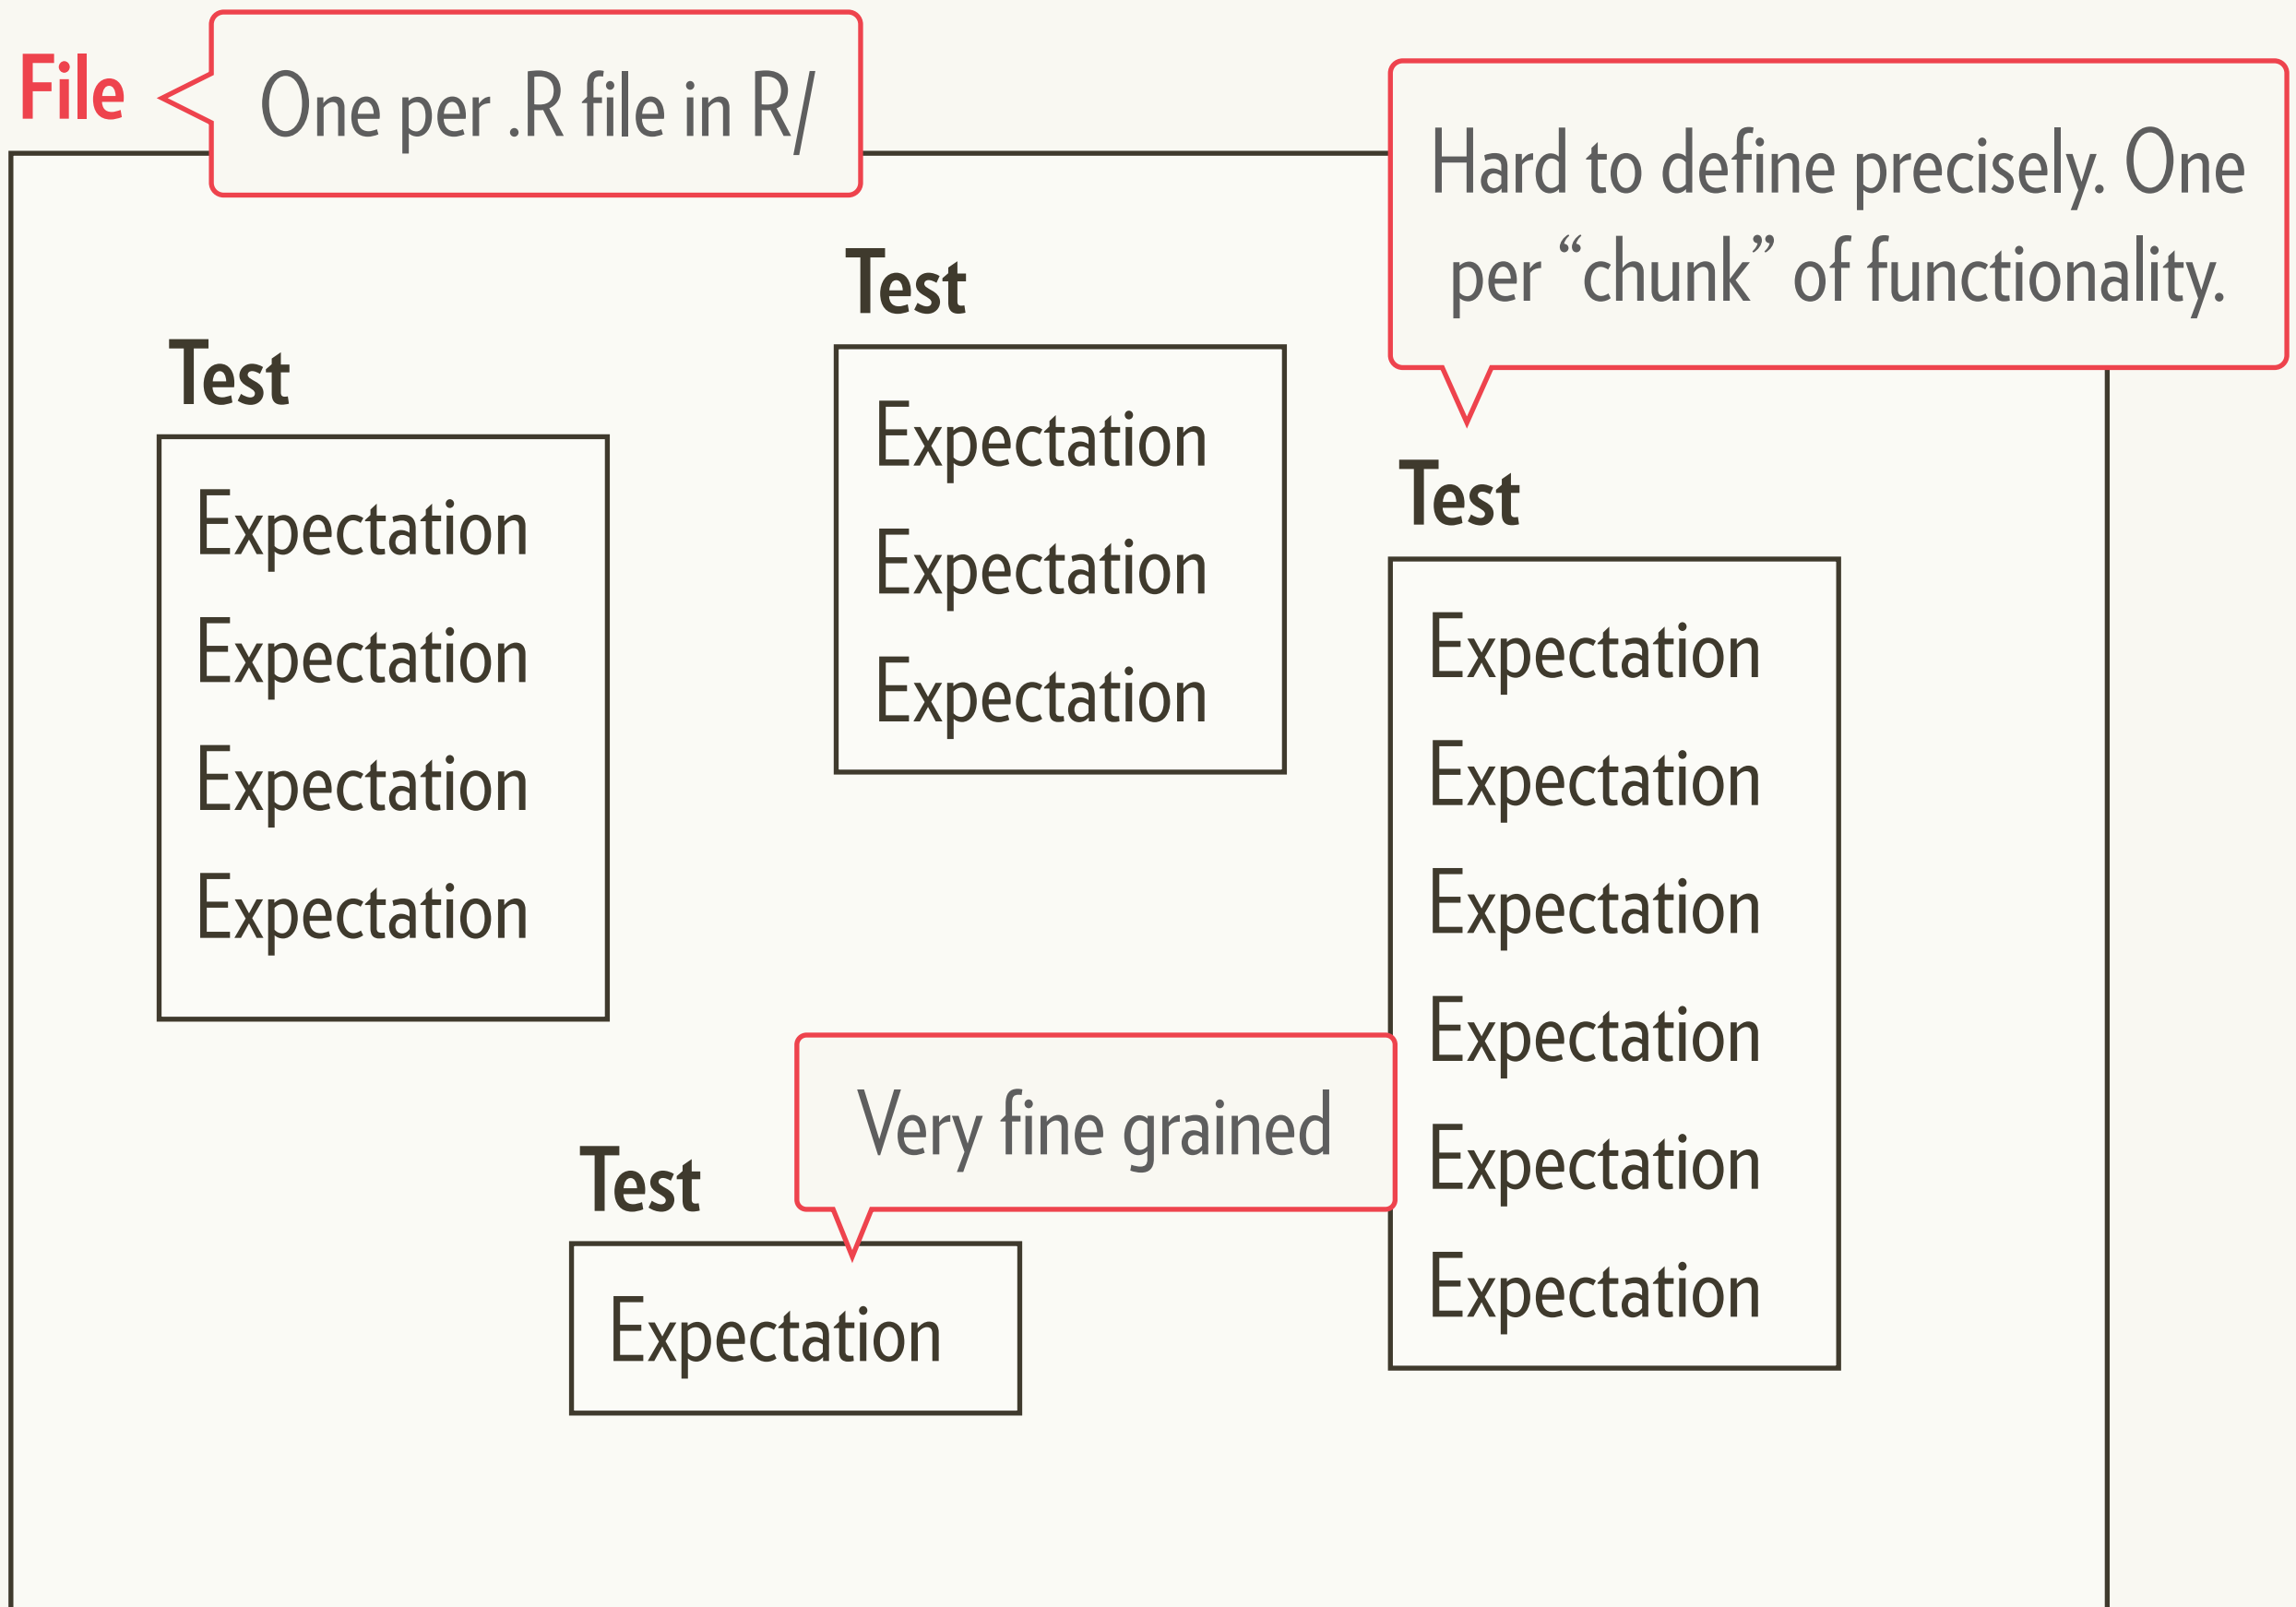 File
One per .R file in R/
Hard to define precisely. One
per “chunk” of functionality.
Test
Expectation
Expectation
Expectation
Expectation
Test
Expectation
Expectation
Expectation
Test
Expectation
Expectation
Expectation
Expectation
Expectation
Expectation
Very fine grained
Test
Expectation